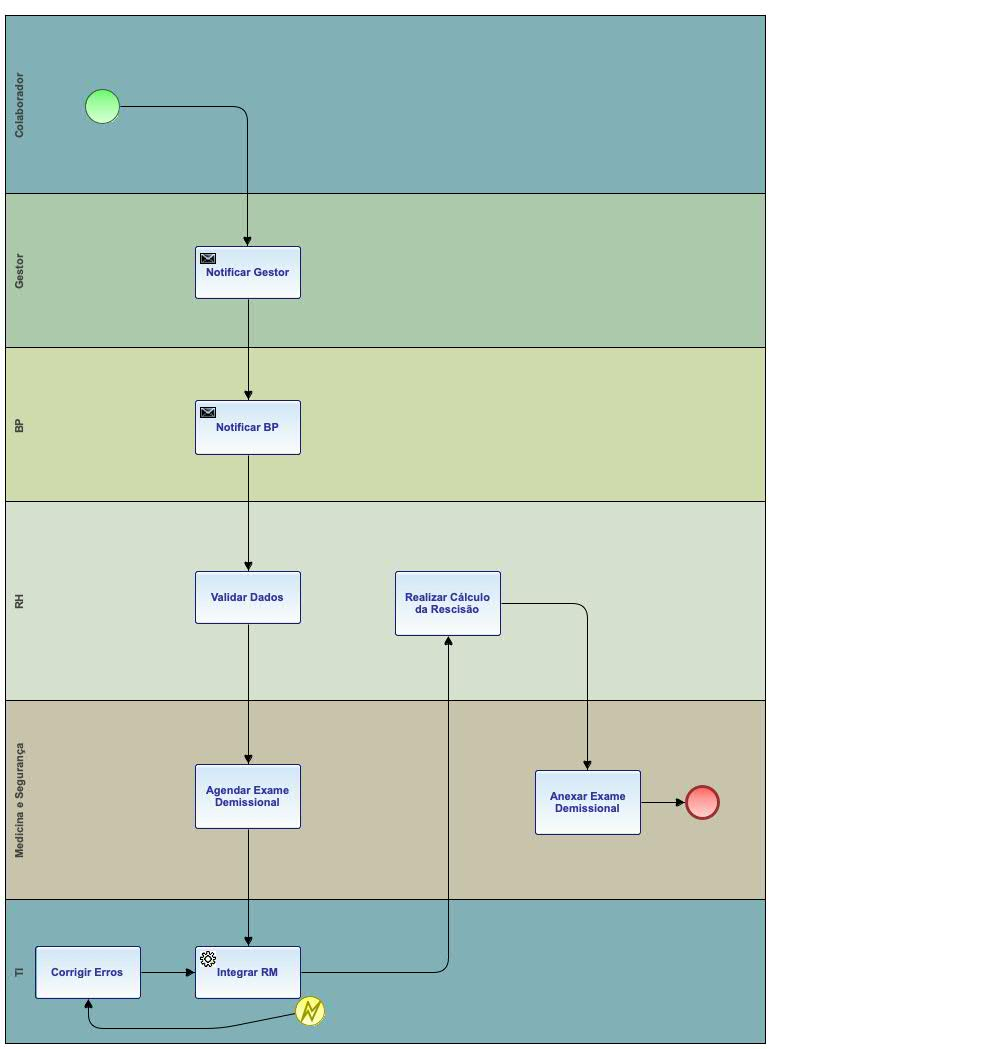 Colaborador
Gestor
Notificar Gestor
BP
Notificar BP
RH
Validar Dados
Realizar Cálculo
da Rescisão
Medicina e Segurança
Agendar Exame
Demissional
Anexar Exame
Demissional
TI
Corrigir Erros
Integrar RM